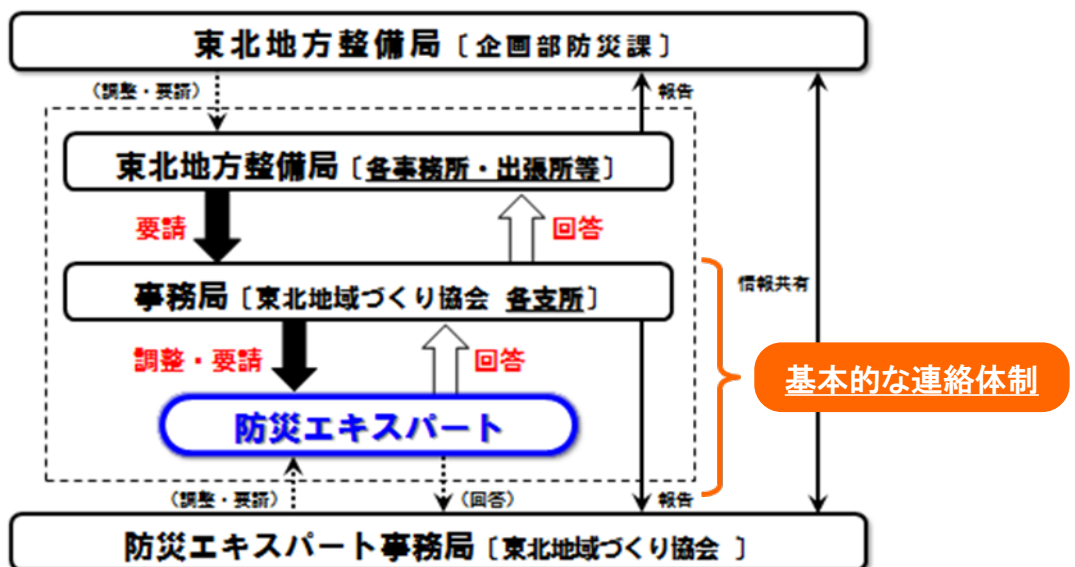 東北地方整備局〔企画部防災課〕
(調整・要請)
報告
東北地方整備局〔各事務所・出張所等〕
要請
回答
事務局〔東北地域づくり協会 各支所〕
情報共有
調整・要請
回答
基本的な連絡体制
防災エキスパート
(調整・要請)
(回答)
報告
防災エキスパート事務局〔東北地域づくり協会 〕